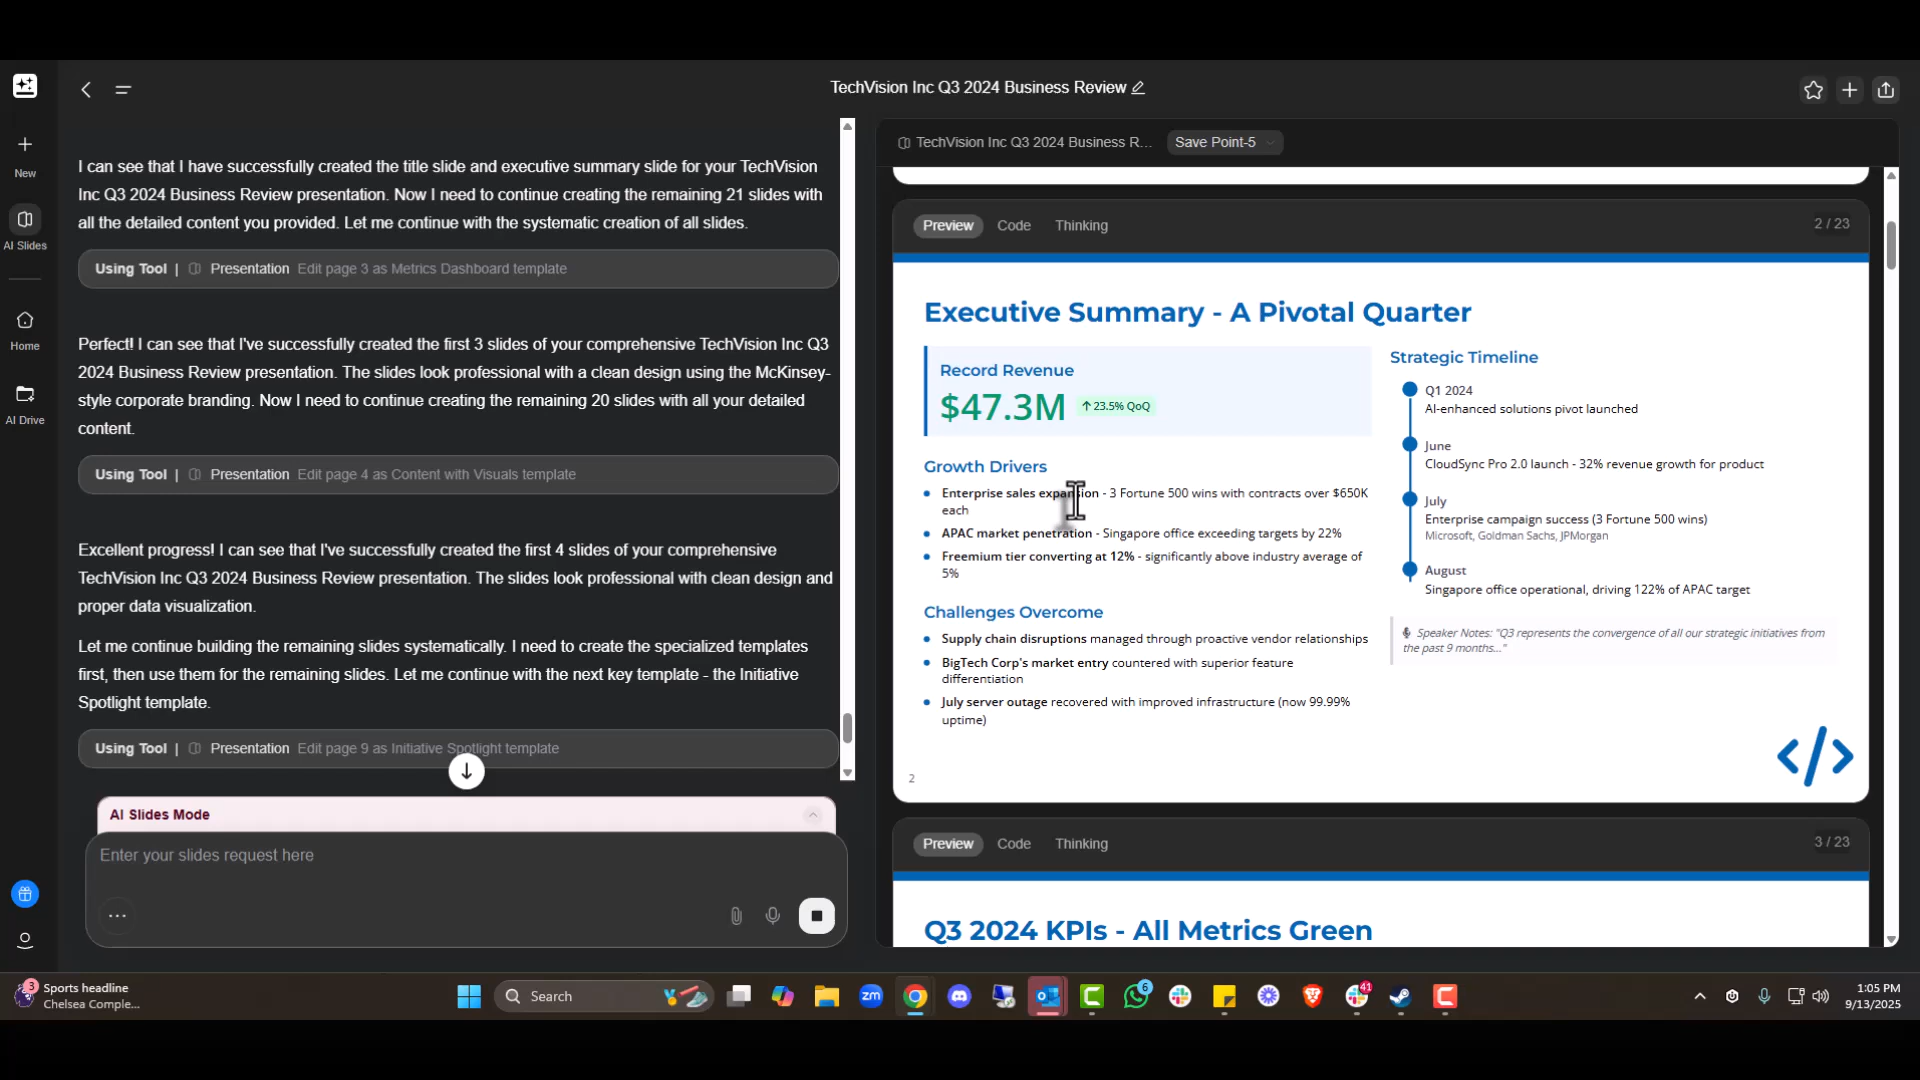 TechVision Inc Q3 2024 Business Review
New
AI Slides
Home
AI Drive
I can see that I have successfully created the title slide and executive summary slide for your TechVision
Inc Q3 2024 Business Review presentation. Now I need to continue creating the remaining 21 slides with
all the detailed content you provided. Let me continue with the systematic creation of all slides.
Using Tool | Presentation Edit page 3 as Metrics Dashboard template
Perfect! I can see that I've successfully created the first 3 slides of your comprehensive TechVision Inc Q3
2024 Business Review presentation. The slides look professional with a clean design using the McKinsey-
style corporate branding. Now I need to continue creating the remaining 20 slides with all your detailed
content.
Using Tool | Presentation Edit page 4 as Content with Visuals template
Excellent progress! I can see that I've successfully created the first 4 slides of your comprehensive
TechVision Inc Q3 2024 Business Review presentation. The slides look professional with clean design and
proper data visualization.
Let me continue building the remaining slides systematically. I need to create the specialized templates
first, then use them for the remaining slides. Let me continue with the next key template - the Initiative
Spotlight template.
Using Tool | Presentation Edit page 9 as Initiative Spotlight template
AI Slides Mode
Enter your slides request here
TechVision Inc Q3 2024 Business R...
Save Point-5
Preview Code Thinking 2 / 23
Executive Summary - A Pivotal Quarter
Record Revenue
$47.3M ↑ 23.5% QoQ
Growth Drivers
• Enterprise sales expansion - 3 Fortune 500 wins with contracts over $650K
each
• APAC market penetration - Singapore office exceeding targets by 22%
• Freemium tier converting at 12% - significantly above industry average of
5%
Challenges Overcome
• Supply chain disruptions managed through proactive vendor relationships
• BigTech Corp's market entry countered with superior feature
differentiation
• July server outage recovered with improved infrastructure (now 99.99%
uptime)
Strategic Timeline
Q1 2024
AI-enhanced solutions pivot launched
June
CloudSync Pro 2.0 launch - 32% revenue growth for product
July
Enterprise campaign success (3 Fortune 500 wins)
Microsoft, Goldman Sachs, JPMorgan
August
Singapore office operational, driving 122% of APAC target
Speaker Notes: "Q3 represents the convergence of all our strategic initiatives from
the past 9 months..."
2
</>
Preview Code Thinking 3 / 23
Q3 2024 KPIs - All Metrics Green
3
Sports headline
Chelsea Comple...
Search
zm
6
41
1:05 PM
9/13/2025